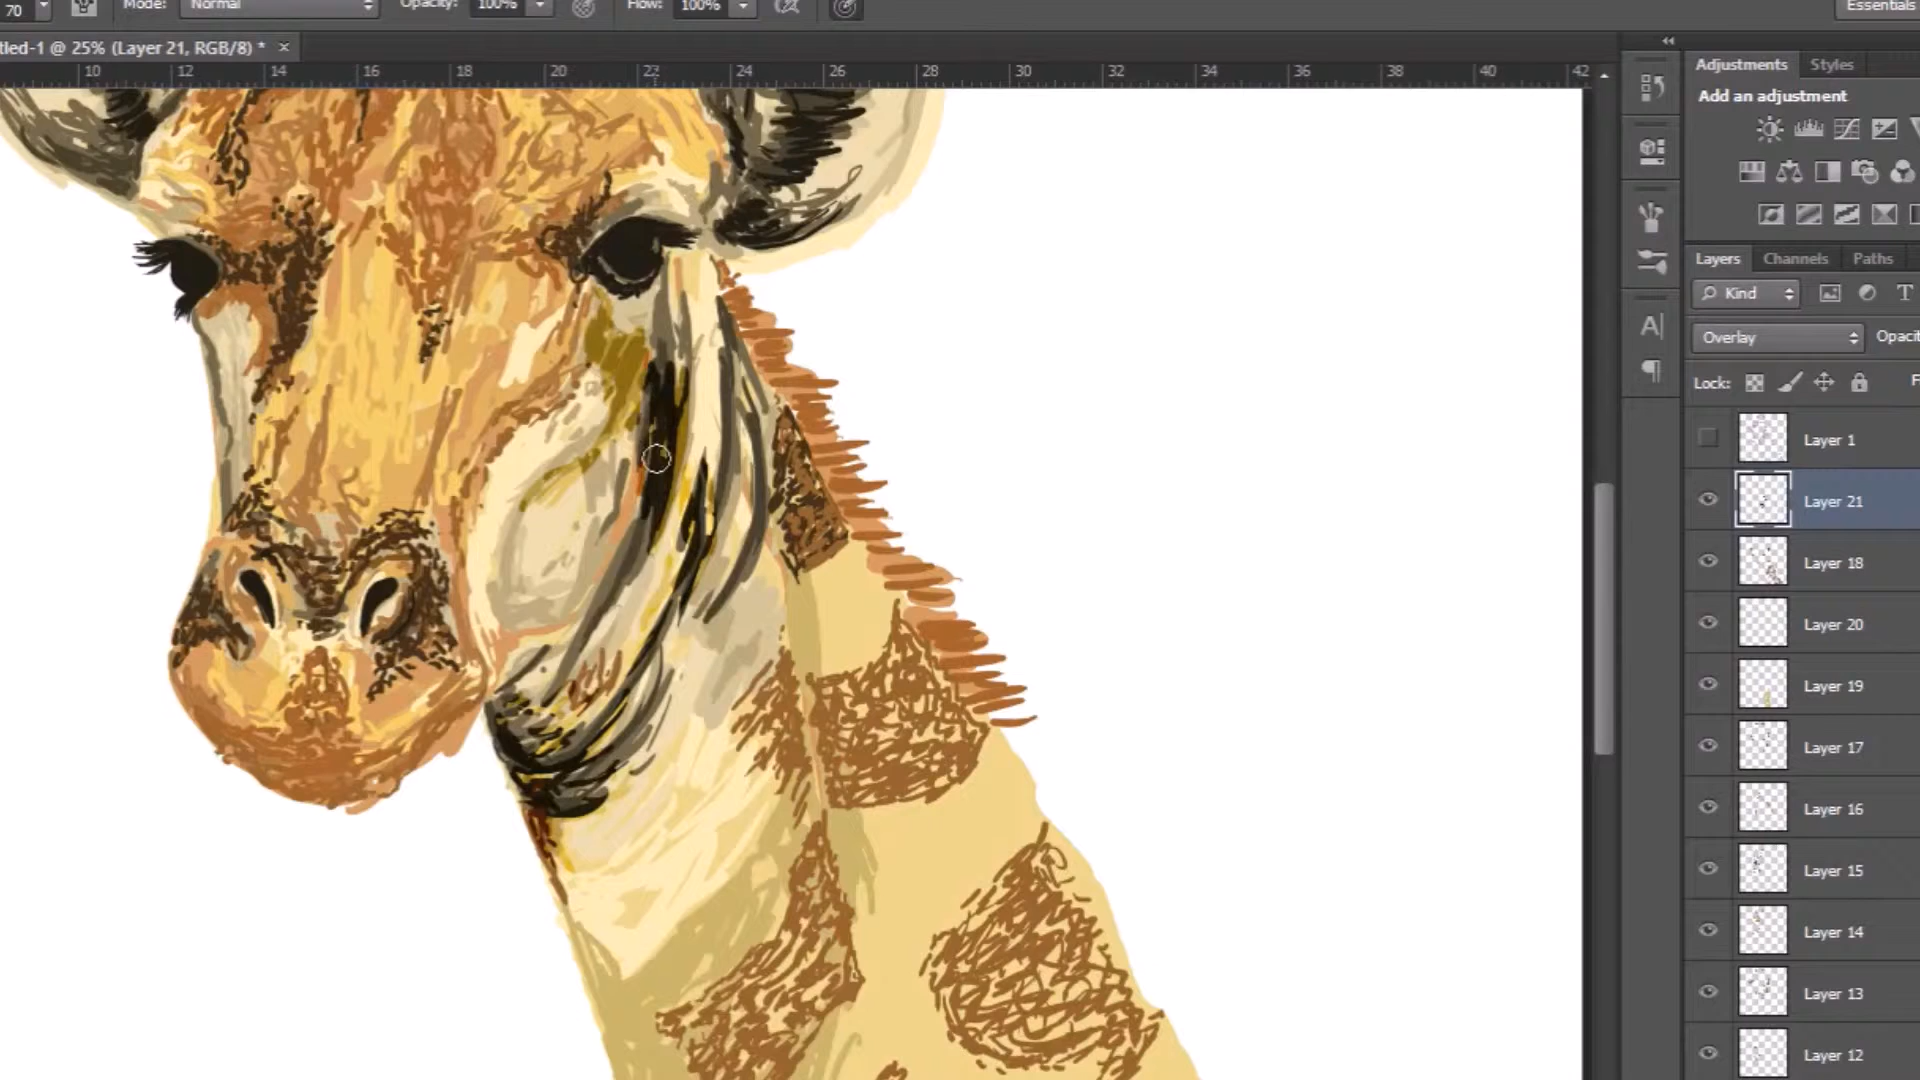 70 Mode: Normal Opacity: 100% Flow: 100% Essentials
tled-1 @ 25% (Layer 21, RGB/8) * ×
10 12 14 16 18 20 22 24 26 28 30 32 34 36 38 40 42
Adjustments Styles
Add an adjustment
Layers Channels Paths
Kind T
Overlay Opacit
A|
Lock: F
Layer 1
Layer 21
Layer 18
Layer 20
Layer 19
Layer 17
Layer 16
Layer 15
Layer 14
Layer 13
Layer 12